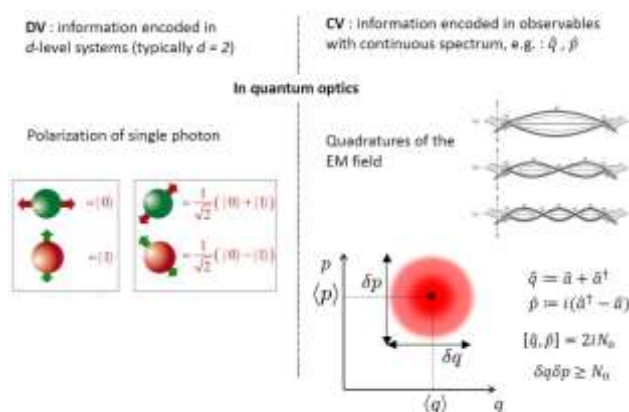 DV : information encoded in
d-level systems (typically d = 2)
CV : information encoded in observables
with continuous spectrum, e.g. : q̂ , p̂
In quantum optics
Polarization of single photon
Quadratures of the
EM field
= |0⟩
= 1/√2 ( |0⟩ + |1⟩ )
= |1⟩
= 1/√2 ( |0⟩ − |1⟩ )
p
⟨p⟩
δp
δq
⟨q⟩
q
q̂ ≔ â + â†
p̂ ≔ i(â† − â)
[q̂, p̂] = 2iN₀
δqδp ≥ N₀